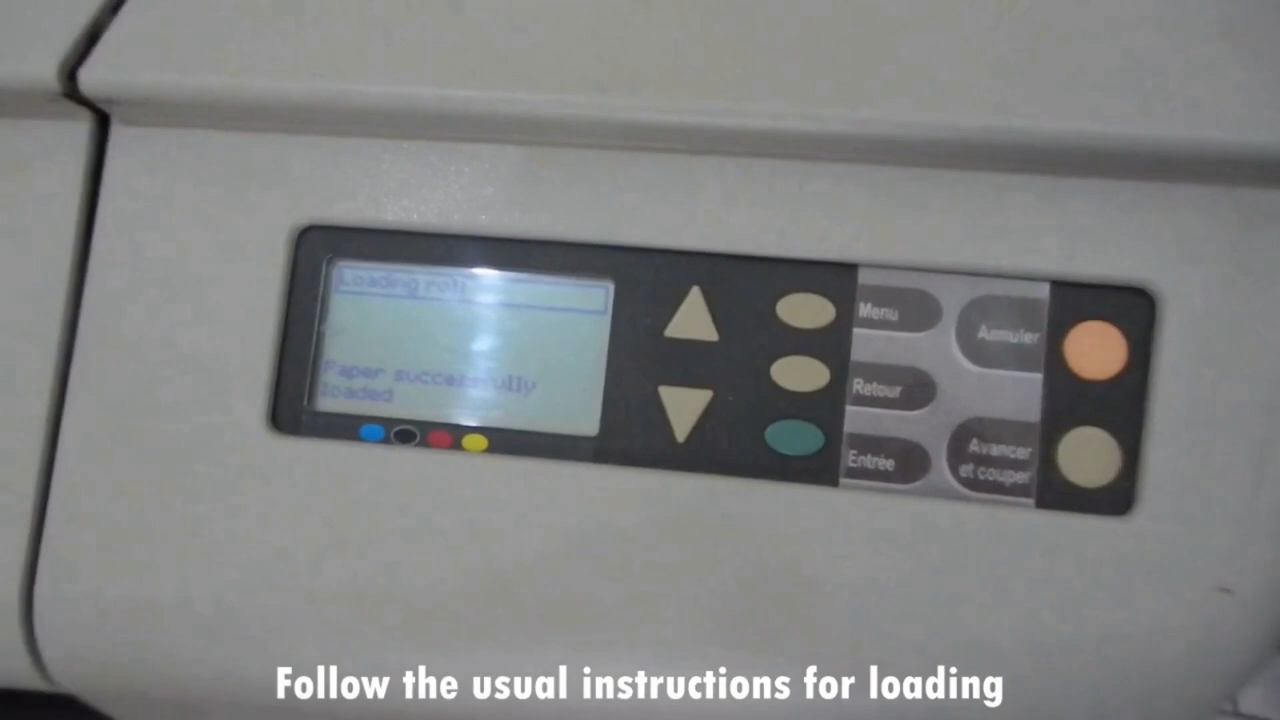 Loading roll
Paper successfully
loaded
Menu
Annuler
Retour
Entrée
Avancer
et couper
Follow the usual instructions for loading